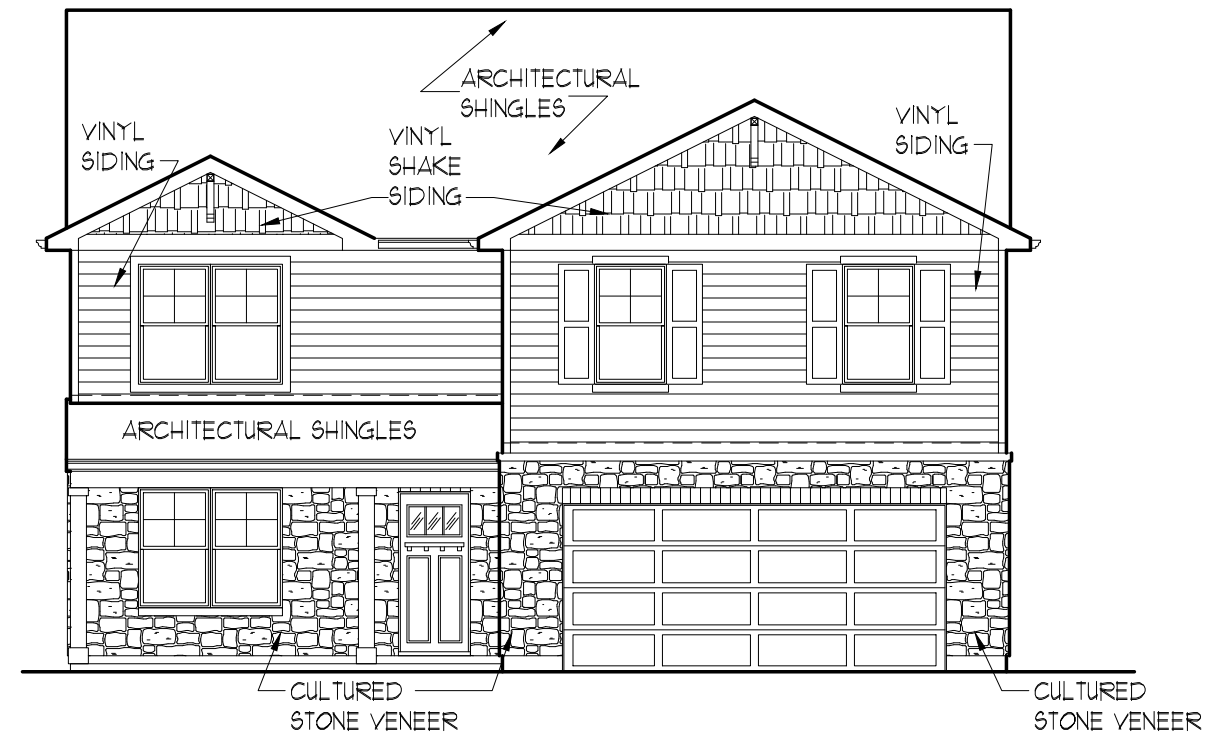 ARCHITECTURAL
SHINGLES
VINYL
SIDING
VINYL
SHAKE
SIDING
VINYL
SIDING
ARCHITECTURAL SHINGLES
CULTURED
STONE VENEER
CULTURED
STONE VENEER